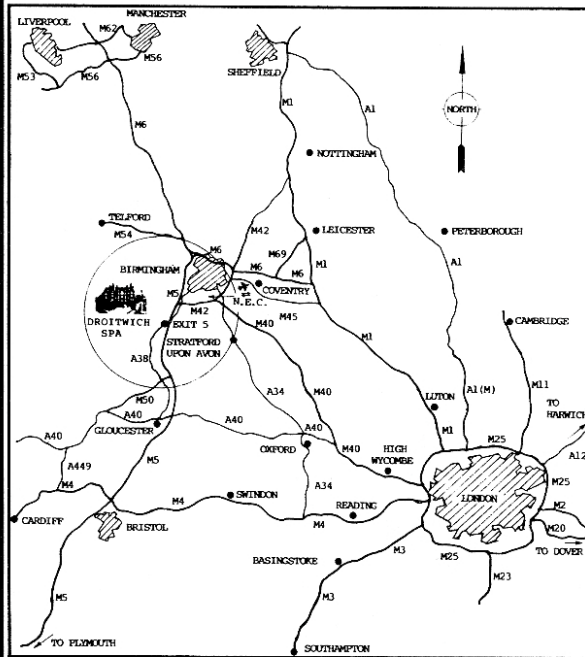 LIVERPOOL
MANCHESTER
M62
M53
M56
M56
SHEFFIELD
M1
A1
NORTH
M6
NOTTINGHAM
TELFORD
M54
M42
LEICESTER
PETERBOROUGH
M6
M69
BIRMINGHAM
M6
M6
M1
A1
COVENTRY
M5
N.E.C.
M42
M45
DROITWICH
SPA
EXIT 5
M40
STRATFORD
UPON AVON
CAMBRIDGE
M1
A38
M11
A34
M40
LUTON
A1(M)
TO
HARWICH
M50
A40
A40
A40
M1
M25
A12
GLOUCESTER
A40
OXFORD
M40
HIGH
WYCOMBE
A449
M5
M25
M4
SWINDON
A34
READING
LONDON
M2
CARDIFF
M4
M4
M20
BRISTOL
M3
TO DOVER
BASINGSTOKE
M25
M23
M5
M3
TO PLYMOUTH
SOUTHAMPTON